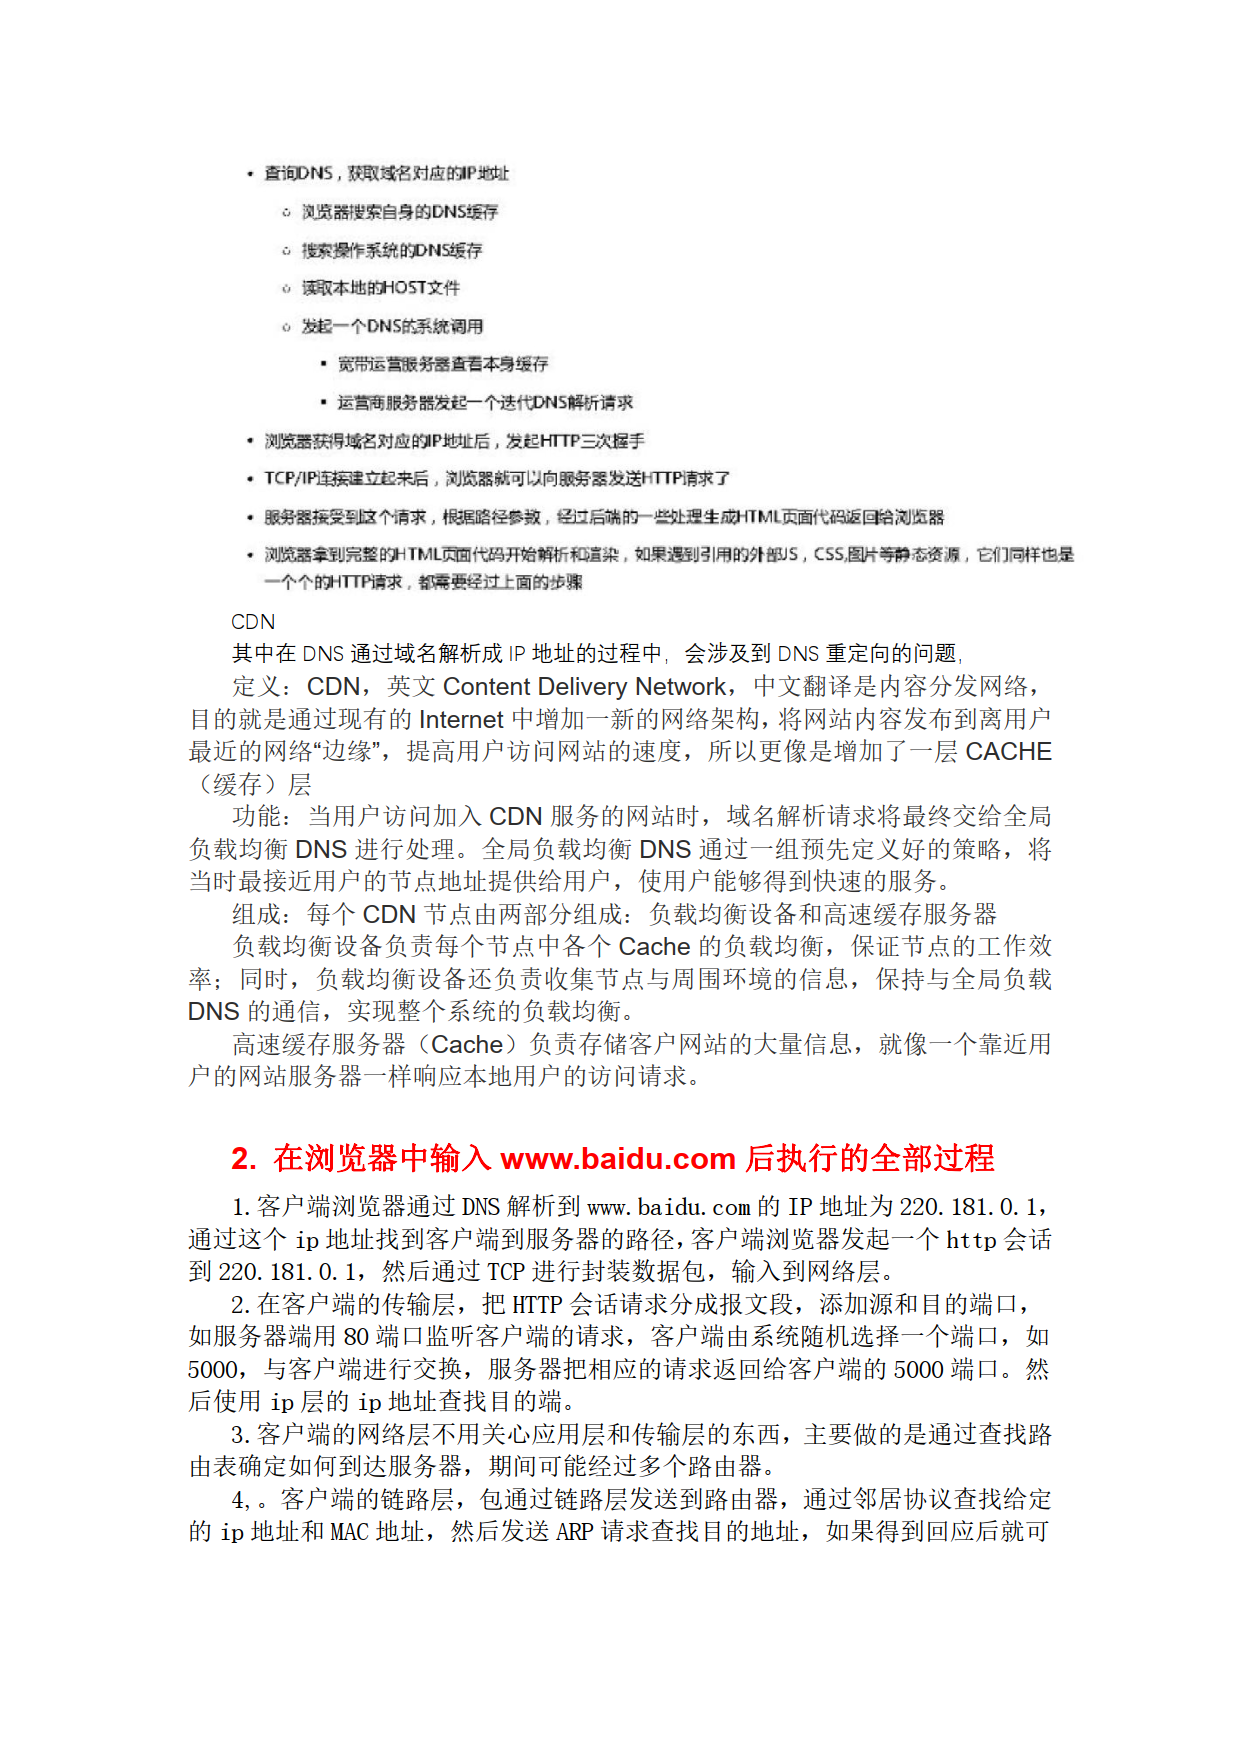 • 查询DNS，获取域名对应的IP地址
○ 浏览器搜索自身的DNS缓存
○ 搜索操作系统的DNS缓存
○ 读取本地的HOST文件
○ 发起一个DNS的系统调用
▪ 宽带运营服务器查看本身缓存
▪ 运营商服务器发起一个迭代DNS解析请求
• 浏览器获得域名对应的IP地址后，发起HTTP三次握手
• TCP/IP连接建立起来后，浏览器就可以向服务器发送HTTP请求了
• 服务器接受到这个请求，根据路径参数，经过后端的一些处理生成HTML页面代码返回给浏览器
• 浏览器拿到完整的HTML页面代码开始解析和渲染，如果遇到引用的外部JS，CSS,图片等静态资源，它们同样也是
一个个的HTTP请求，都需要经过上面的步骤
CDN
其中在 DNS 通过域名解析成 IP 地址的过程中，会涉及到 DNS 重定向的问题，
定义：CDN，英文 Content Delivery Network，中文翻译是内容分发网络，
目的就是通过现有的 Internet 中增加一新的网络架构，将网站内容发布到离用户
最近的网络“边缘”，提高用户访问网站的速度，所以更像是增加了一层 CACHE
（缓存）层
功能：当用户访问加入 CDN 服务的网站时，域名解析请求将最终交给全局
负载均衡 DNS 进行处理。全局负载均衡 DNS 通过一组预先定义好的策略，将
当时最接近用户的节点地址提供给用户，使用户能够得到快速的服务。
组成：每个 CDN 节点由两部分组成：负载均衡设备和高速缓存服务器
负载均衡设备负责每个节点中各个 Cache 的负载均衡，保证节点的工作效
率；同时，负载均衡设备还负责收集节点与周围环境的信息，保持与全局负载
DNS 的通信，实现整个系统的负载均衡。
高速缓存服务器（Cache）负责存储客户网站的大量信息，就像一个靠近用
户的网站服务器一样响应本地用户的访问请求。
2. 在浏览器中输入 www.baidu.com 后执行的全部过程
1.客户端浏览器通过 DNS 解析到 www.baidu.com 的 IP 地址为 220.181.0.1，
通过这个 ip 地址找到客户端到服务器的路径，客户端浏览器发起一个 http 会话
到 220.181.0.1，然后通过 TCP 进行封装数据包，输入到网络层。
2.在客户端的传输层，把 HTTP 会话请求分成报文段，添加源和目的端口，
如服务器端用 80 端口监听客户端的请求，客户端由系统随机选择一个端口，如
5000，与客户端进行交换，服务器把相应的请求返回给客户端的 5000 端口。然
后使用 ip 层的 ip 地址查找目的端。
3.客户端的网络层不用关心应用层和传输层的东西，主要做的是通过查找路
由表确定如何到达服务器，期间可能经过多个路由器。
4,。客户端的链路层，包通过链路层发送到路由器，通过邻居协议查找给定
的 ip 地址和 MAC 地址，然后发送 ARP 请求查找目的地址，如果得到回应后就可